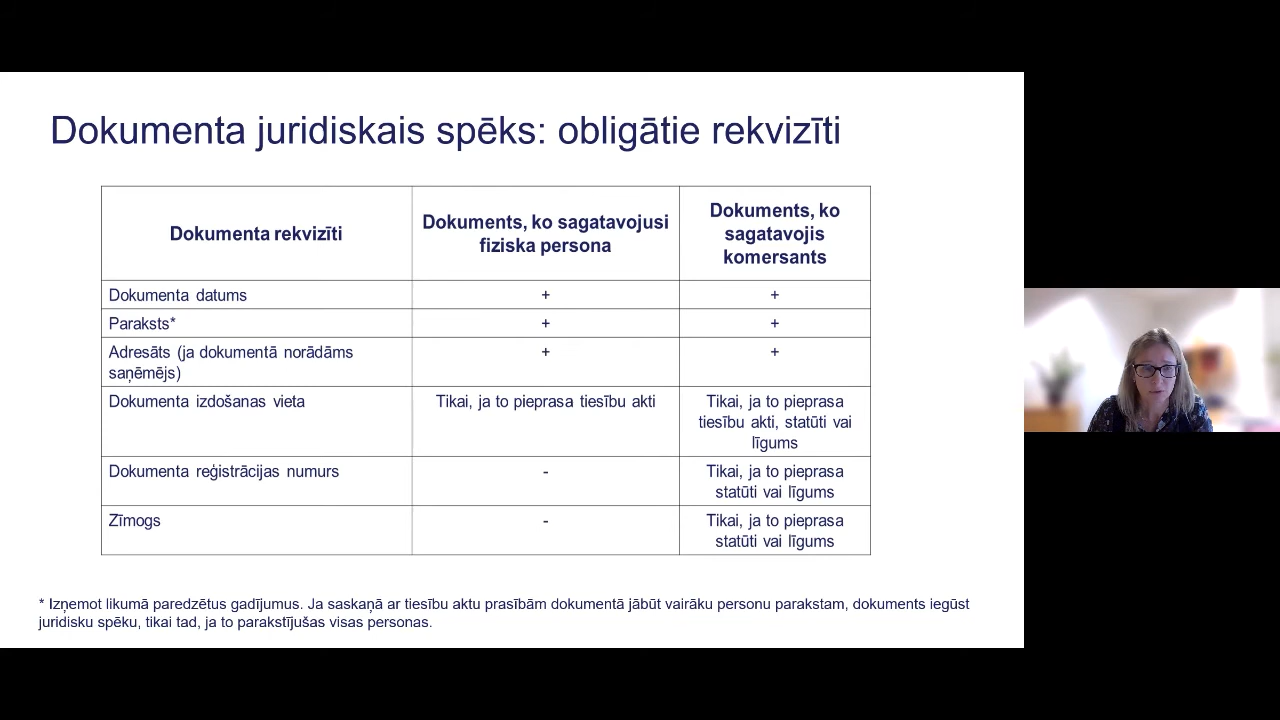 Dokumenta juridiskais spēks: obligātie rekvizīti
Dokumenta rekvizīti
Dokuments, ko sagatavojusi
fiziska persona
Dokuments, ko
sagatavojis
komersants
Dokumenta datums
+
+
Paraksts*
+
+
Adresāts (ja dokumentā norādāms
saņēmējs)
+
+
Dokumenta izdošanas vieta
Tikai, ja to pieprasa tiesību akti
Tikai, ja to pieprasa
tiesību akti, statūti vai
līgums
Dokumenta reģistrācijas numurs
-
Tikai, ja to pieprasa
statūti vai līgums
Zīmogs
-
Tikai, ja to pieprasa
statūti vai līgums
* Izņemot likumā paredzētus gadījumus. Ja saskaņā ar tiesību aktu prasībām dokumentā jābūt vairāku personu parakstam, dokuments iegūst
juridisku spēku, tikai tad, ja to parakstījušas visas personas.